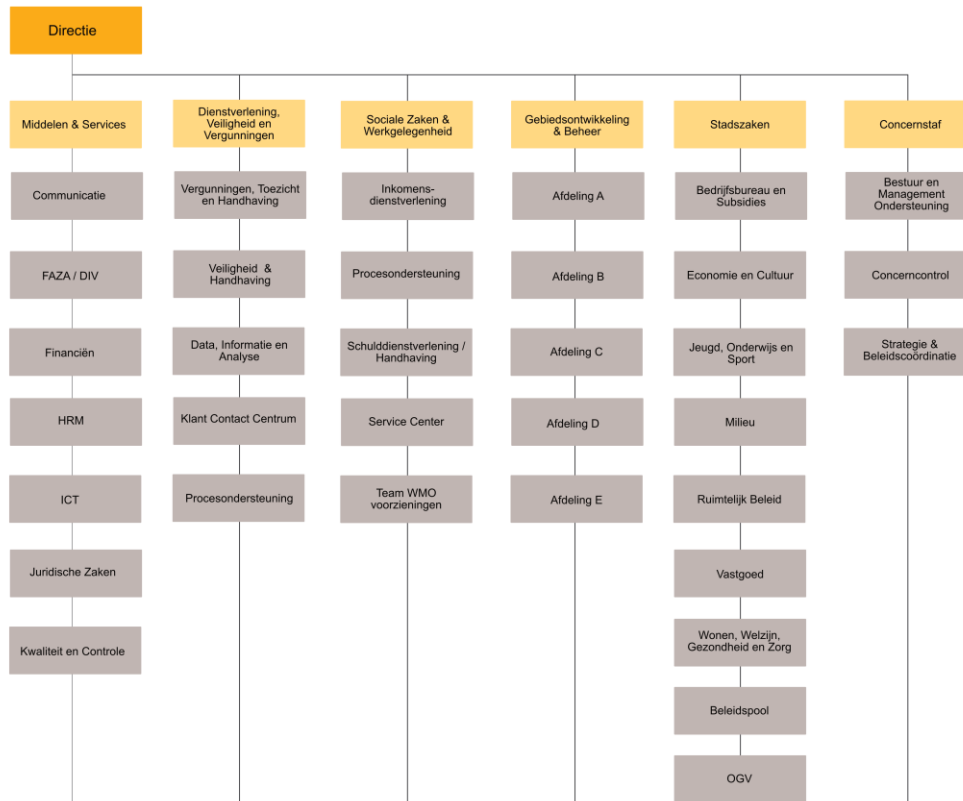 Directie
Middelen & Services
Dienstverlening,
Veiligheid en
Vergunningen
Sociale Zaken &
Werkgelegenheid
Gebiedsontwikkeling
& Beheer
Stadszaken
Concernstaf
Communicatie
Vergunningen, Toezicht
en Handhaving
Inkomens-
dienstverlening
Afdeling A
Bedrijfsbureau en
Subsidies
Bestuur en
Management
Ondersteuning
FAZA / DIV
Veiligheid &
Handhaving
Procesondersteuning
Afdeling B
Economie en Cultuur
Concerncontrol
Financiën
Data, Informatie en
Analyse
Schulddienstverlening /
Handhaving
Afdeling C
Jeugd, Onderwijs en
Sport
Strategie &
Beleidscoördinatie
HRM
Klant Contact Centrum
Service Center
Afdeling D
Milieu
ICT
Procesondersteuning
Team WMO
voorzieningen
Afdeling E
Ruimtelijk Beleid
Juridische Zaken
Vastgoed
Kwaliteit en Controle
Wonen, Welzijn,
Gezondheid en Zorg
Beleidspool
OGV